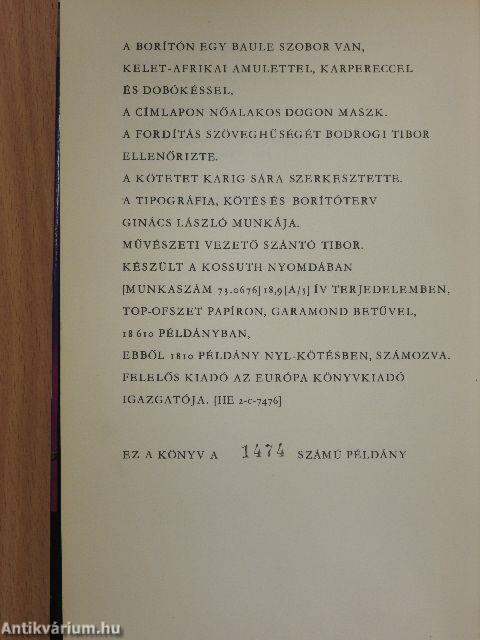 A BORÍTÓN EGY BAULE SZOBOR VAN,
KELET-AFRIKAI AMULETTEL, KARPERECCEL
ÉS DOBÓKÉSSEL,
A CÍMLAPON NŐALAKOS DOGON MASZK.
A FORDÍTÁS SZÖVEGHŰSÉGÉT BODROGI TIBOR
ELLENŐRIZTE.
A KÖTETET KARIG SÁRA SZERKESZTETTE.
A TIPOGRÁFIA, KÖTÉS ÉS BORÍTÓTERV
GINÁCS LÁSZLÓ MUNKÁJA.
MŰVÉSZETI VEZETŐ SZÁNTÓ TIBOR.
KÉSZÜLT A KOSSUTH NYOMDÁBAN
[MUNKASZÁM 73.0676] 18,9 [A/5] ÍV TERJEDELEMBEN,
TOP-OFSZET PAPÍRON, GARAMOND BETŰVEL,
18 610 PÉLDÁNYBAN,
EBBŐL 1810 PÉLDÁNY NYL-KÖTÉSBEN, SZÁMOZVA.
FELELŐS KIADÓ AZ EURÓPA KÖNYVKIADÓ
IGAZGATÓJA. [HE 2-C-7476]
EZ A KÖNYV A 1474 SZÁMÚ PÉLDÁNY
Antikvárium.hu